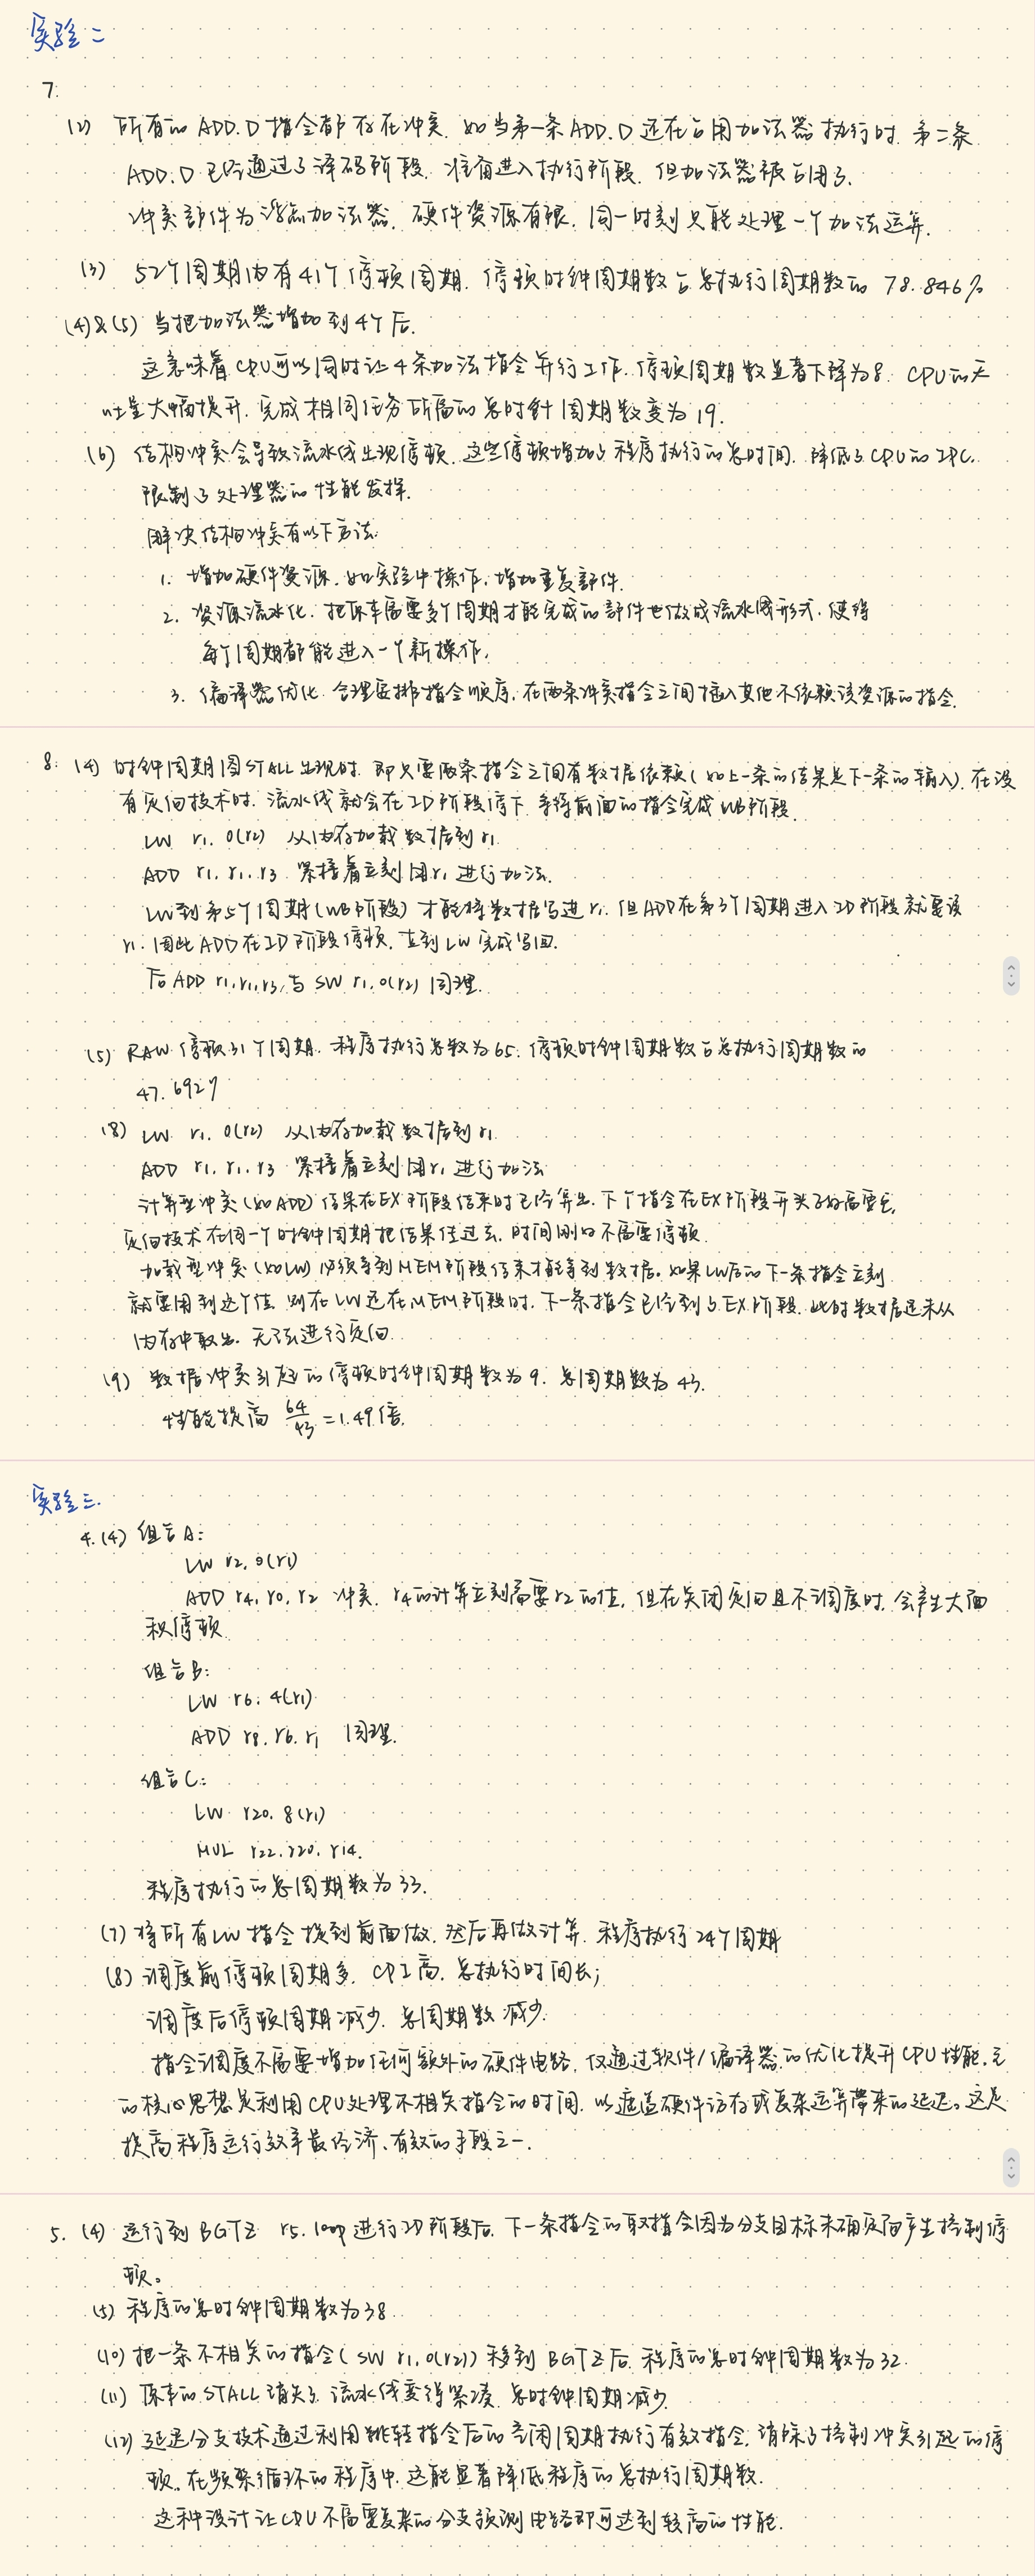 实验二
7.
(2) 所有的 ADD.D 指令都存在冲突. 如当第一条 ADD.D 还在占用加法器执行时. 第二条
ADD.D 已经通过了译码阶段. 准备进入执行阶段. 但加法器被占用了.
冲突部件为浮点加法器. 硬件资源有限. 同一时刻只能处理一个加法运算.
(3) 52个周期内有41个停顿周期. 停顿时钟周期数占总执行周期数的 78.846%
(4)&(5) 当把加法器增加到4个后.
这意味着CPU可以同时让4条加法指令并行工作. 停顿周期数显著下降为8. CPU的天
吐量大幅提升. 完成相同任务所需的总时针周期数变为19.
(6) 结构冲突会导致流水线出现停顿. 这些停顿增加了程序执行的总时间. 降低了CPU的IPC.
限制了处理器的性能发挥.
解决结构冲突有以下方法:
1. 增加硬件资源. 如实验中操作. 增加重复部件.
2. 资源流水化. 把原本需要多个周期才能完成的部件也做成流水图形式. 使得
每个周期都能进入一个新操作.
3. 编译器优化. 合理安排指令顺序. 在两条冲突指令之间插入其他不依赖该资源的指令.
8. (4) 时钟周期图STALL出现时. 即只要两条指令之间有数据依赖(如上一条的结果是下一条的输入). 在没
有定向技术时. 流水线就会在ID阶段停下. 等待前面的指令完成WB阶段.
LW r1, 0(r2) 从内存加载数据到r1
ADD r1, r1, r3 紧接着立刻用r1进行加法.
LW到第5个周期(WB阶段)才能将数据写进r1. 但ADD在第3个周期进入ID阶段就要读
r1. 因此ADD在ID阶段停顿. 直到LW完成写回.
后ADD r1, r1, r3, 与 SW r1, 0(r2) 同理.
(5) RAW 停顿31个周期. 程序执行总数为65. 停顿时钟周期数占总执行周期数的
47.692%
(8) LW r1, 0(r2) 从内存加载数据到r1
ADD r1, r1, r3 紧接着立刻用r1进行加法
计算型冲突(如ADD)结果在EX阶段结束时已经算出. 下个指令在EX阶段开头了好需要它.
定向技术在同一个时钟周期把结果传过去. 时间刚好不需要停顿.
加载型冲突(如LW)必须等到MEM阶段结束才能拿到数据。如果LW后的下一条指令立刻
就要用到这个值. 则在LW还在MEM阶段时. 下一条指令已经到了EX阶段. 此时数据还未从
内存中取出. 无法进行定向.
(9) 数据冲突引起的停顿时钟周期数为9. 总周期数为43.
性能提高 64/43 = 1.49倍.
实验三.
4.(4) 组合A:
LW r2, 0(r1)
ADD r4, r0, r2 冲突. r4的计算立刻需要r2的值. 但在关闭定向且不调度时. 会产生大面
积停顿
组合B:
LW r6, 4(r1)
ADD r8, r6, r1 同理.
组合C:
LW r20, 8(r1)
MUL r22, r20, r14.
程序执行的总周期数为33.
(7) 将所有LW指令提到前面做. 然后再做计算. 程序执行24个周期
(8) 调度前停顿周期多. CPI高. 总执行时间长;
调度后停顿周期减少. 总周期数减少.
指令调度不需要增加任何额外的硬件电路. 仅通过软件/编译器的优化提升CPU性能. 它
的核心思想是利用CPU处理不相关指令的时间. 以遮盖硬件访存或复杂运算带来的延迟。这是
提高程序运行效率最经济、有效的手段之一.
5. (4) 运行到BGTZ r5, loop 进行ID阶段后. 下一条指令的取指会因为分支目标未确定而产生控制停
顿。
(5) 程序的总时钟周期数为38.
(10) 把一条不相关的指令( SW r1, 0(r2)) 移到BGTZ后. 程序的总时钟周期数为32.
(11) 原本的STALL消失了. 流水线变得紧凑. 总时钟周期减少.
(12) 延迟分支技术通过利用跳转指令后的空闲周期执行有效指令. 消除了控制冲突引起的停
顿. 在频繁循环的程序中. 这能显著降低程序的总执行周期数.
这种设计让CPU不需要复杂的分支预测电路即可达到较高的性能.